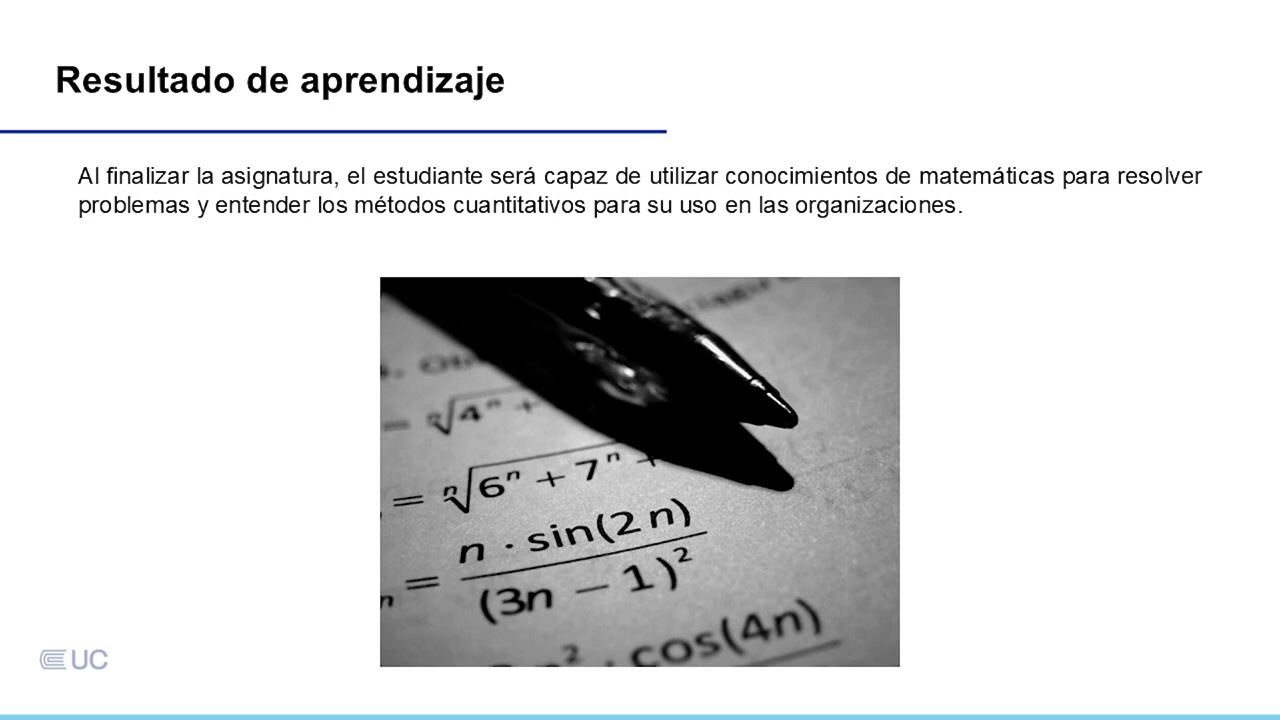 Resultado de aprendizaje
Al finalizar la asignatura, el estudiante será capaz de utilizar conocimientos de matemáticas para resolver
problemas y entender los métodos cuantitativos para su uso en las organizaciones.
= ⁿ√4ⁿ +
= ⁿ√6ⁿ + 7ⁿ +
n = n · sin(2n) / (3n − 1)²
² · cos(4n)
UC